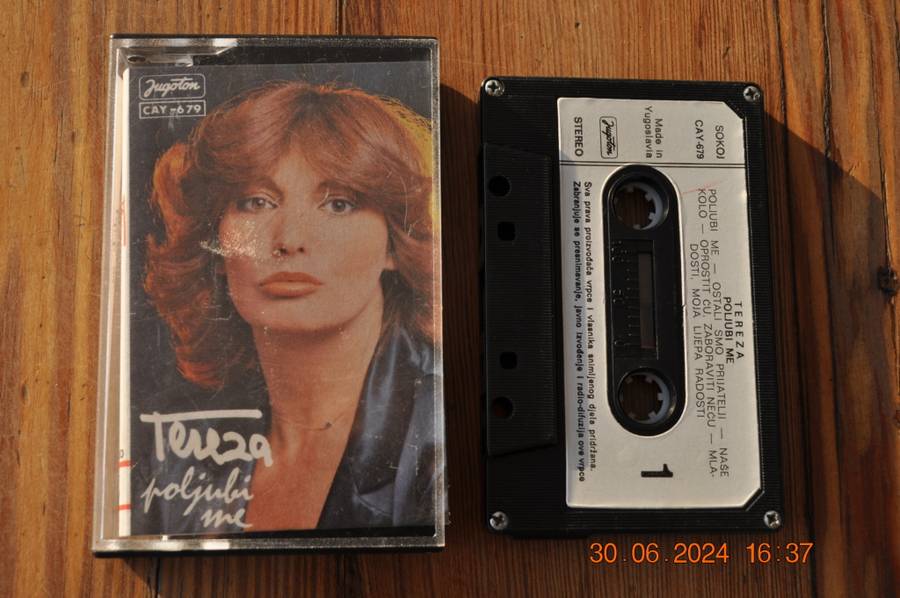 Jugoton
CAY-679
Tereza
poljubi
me
SOKOJ
CAY-679
Made in
Yugoslavia
Jugoton
STEREO
TEREZA
POLJUBI ME
POLJUBI ME — OSTALI SMO PRIJATELJI — NAŠE
KOLO — OPROSTIT ĆU, ZABORAVITI NEĆU — MLA-
DOSTI, MOJA LIJEPA RADOSTI
1
Sva prava proizvođača vrpce i vlasnika snimljenog djela pridržana.
Zabranjuje se presnimavanje, javno izvođenje i radio-difuzija ove vrpce
30.06.2024 16:37